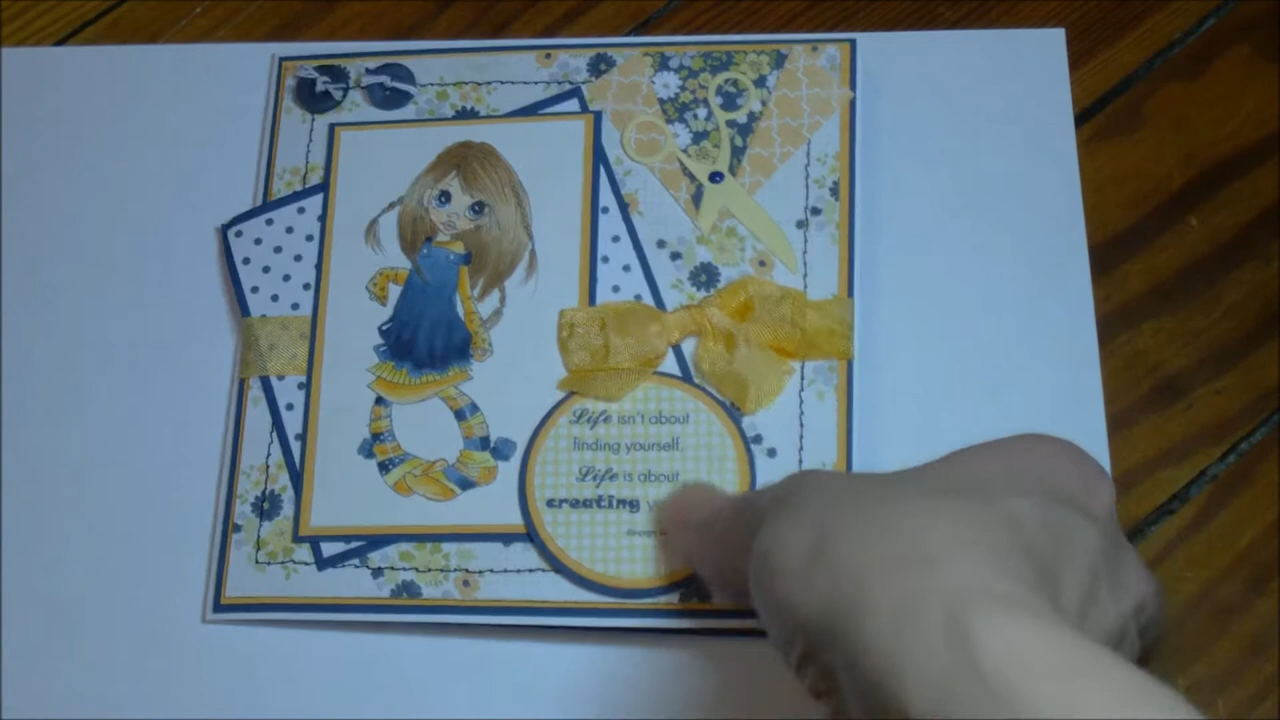 Life isn't about
finding yourself.
Life is about
creating